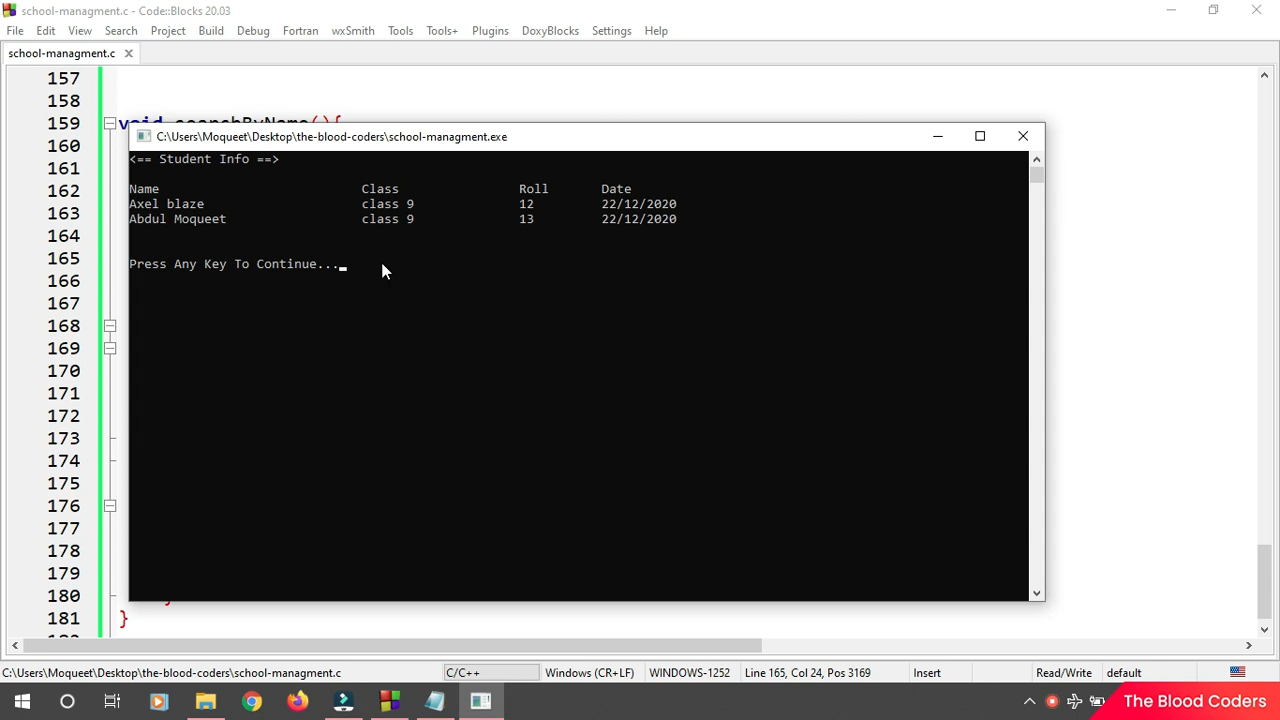 school-managment.c - Code::Blocks 20.03
File Edit View Search Project Build Debug Fortran wxSmith Tools Tools+ Plugins DoxyBlocks Settings Help
school-managment.c
157
158
159 void searchByName(){
C:\Users\Moqueet\Desktop\the-blood-coders\school-managment.exe
160
<== Student Info ==>
161
162 Name Class Roll Date
Axel blaze class 9 12 22/12/2020
163 Abdul Moqueet class 9 13 22/12/2020
164
165 Press Any Key To Continue...
166
167
168
169
170
171
172
173
174
175
176
177
178
179
180 }
181 }
C:\Users\Moqueet\Desktop\the-blood-coders\school-managment.c C/C++ Windows (CR+LF) WINDOWS-1252 Line 165, Col 24, Pos 3169 Insert Read/Write default
The Blood Coders